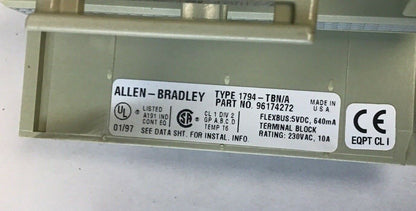 ALLEN-BRADLEY TYPE 1794-TBN/A
PART NO. 96174272
MADE IN
U S A
UL
LISTED
A191 IND
CONT EQ
CL 1 DIV 2
GP A,B,C,D
TEMP T6
FLEXBUS:5VDC, 640mA
TERMINAL BLOCK
RATING: 230VAC, 10A
01/97 SEE DATA SHT. FOR INSTAL. INFO.
CE
EQPT CL I